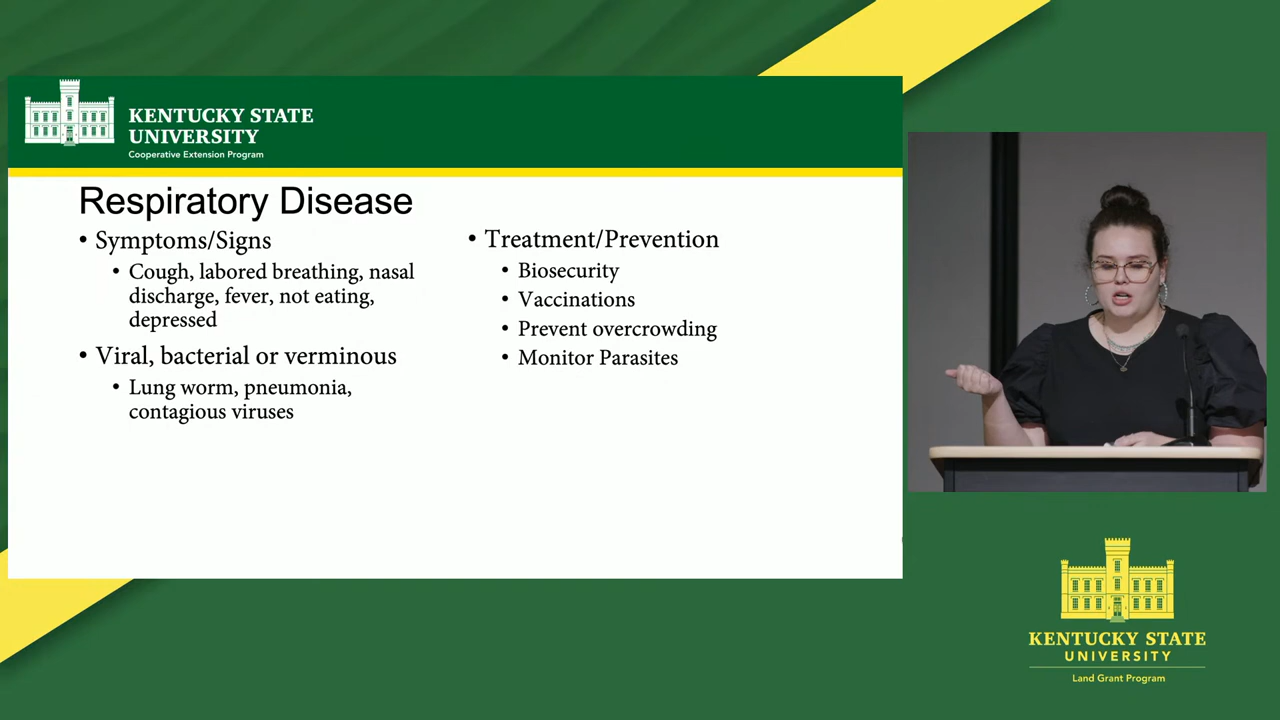 KENTUCKY STATE
UNIVERSITY
Cooperative Extension Program
Respiratory Disease
• Symptoms/Signs
• Cough, labored breathing, nasal
discharge, fever, not eating,
depressed
• Viral, bacterial or verminous
• Lung worm, pneumonia,
contagious viruses
• Treatment/Prevention
• Biosecurity
• Vaccinations
• Prevent overcrowding
• Monitor Parasites
KENTUCKY STATE
UNIVERSITY
Land Grant Program